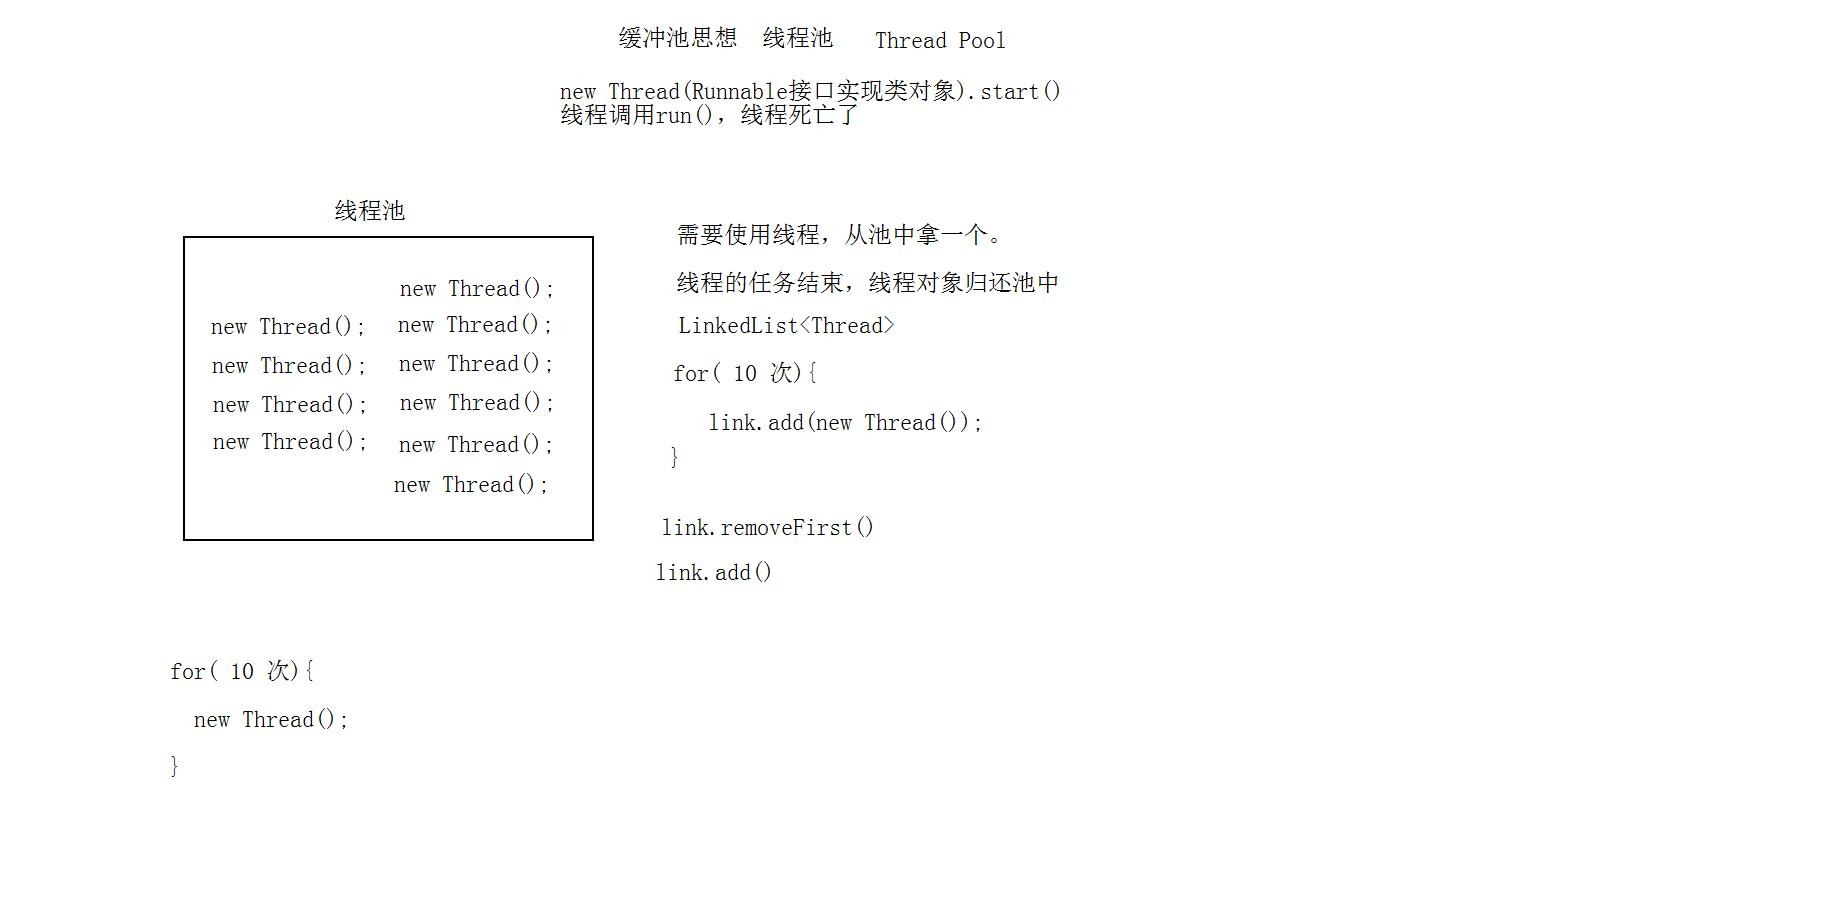 缓冲池思想 线程池 Thread Pool
new Thread(Runnable接口实现类对象).start()
线程调用run(),线程死亡了
线程池
new Thread();
new Thread(); new Thread();
new Thread(); new Thread();
new Thread(); new Thread();
new Thread(); new Thread();
new Thread();
需要使用线程,从池中拿一个。
线程的任务结束,线程对象归还池中
LinkedList<Thread>
for( 10 次){
link.add(new Thread());
}
link.removeFirst()
link.add()
for( 10 次){
new Thread();
}